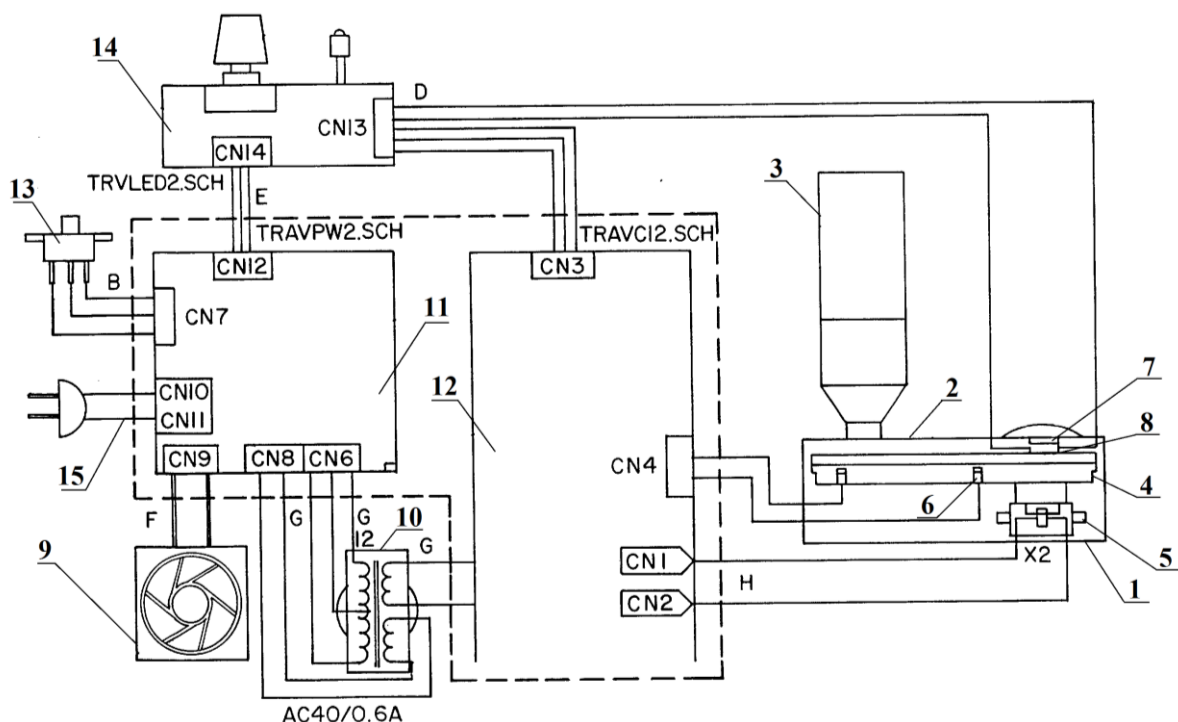 14
D
CN13
CN14
TRVLED2.SCH
E
3
13
TRAVPW2.SCH
TRAVCI2.SCH
CN12
CN3
B
CN7
11
7
2
8
12
CN10
CN11
CN4
15
CN9
CN8
CN6
6
4
F
G
G
12
10
G
CN1
X2
5
H
1
9
CN2
AC40/0.6A